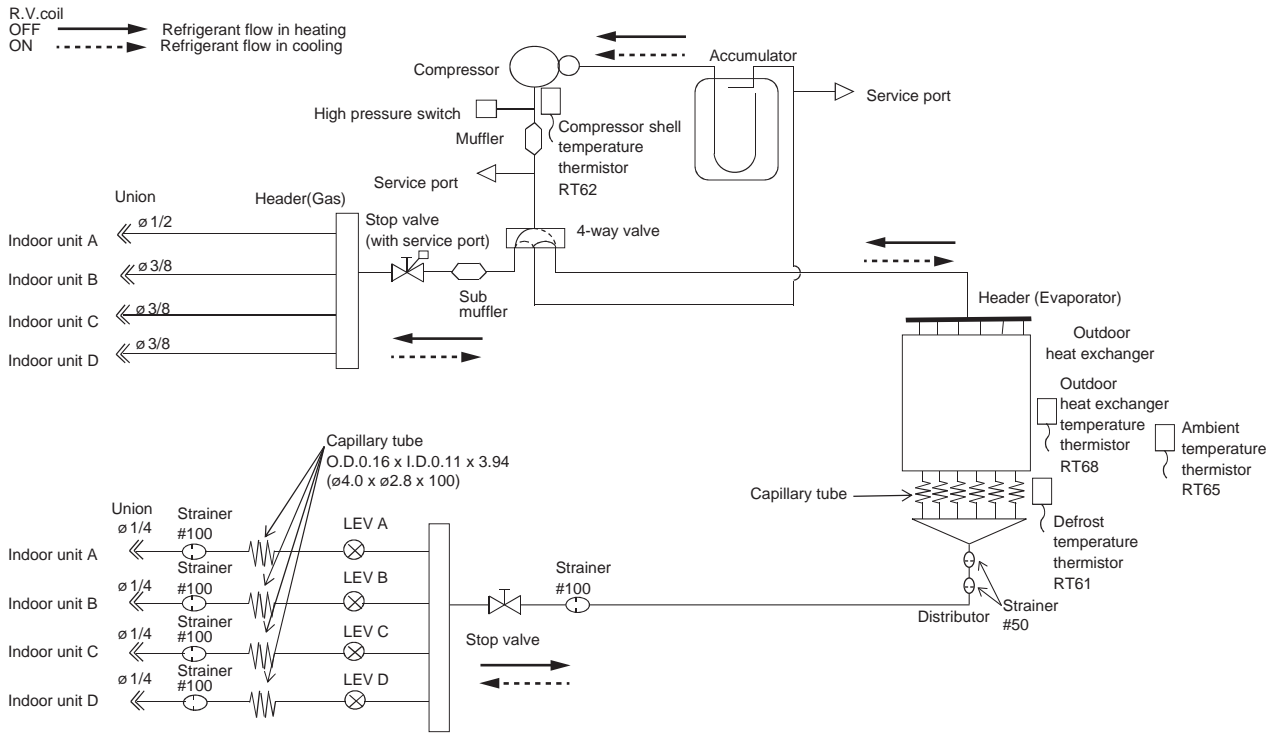 R.V.coil
OFF Refrigerant flow in heating
ON Refrigerant flow in cooling
Compressor
Accumulator
Service port
High pressure switch
Muffler
Compressor shell
temperature
thermistor
RT62
Service port
Union
Header(Gas)
Stop valve
(with service port)
4-way valve
Indoor unit A
ø 1/2
Indoor unit B
ø 3/8
Indoor unit C
ø 3/8
Indoor unit D
ø 3/8
Sub
muffler
Header (Evaporator)
Outdoor
heat exchanger
Outdoor
heat exchanger
temperature
thermistor
RT68
Ambient
temperature
thermistor
RT65
Capillary tube
O.D.0.16 x I.D.0.11 x 3.94
(ø4.0 x ø2.8 x 100)
Capillary tube
Defrost
temperature
thermistor
RT61
Union
ø 1/4
Strainer
#100
LEV A
Indoor unit A
ø 1/4
Strainer
#100
LEV B
Indoor unit B
ø 1/4
Strainer
#100
LEV C
Indoor unit C
ø 1/4
Strainer
#100
LEV D
Indoor unit D
Stop valve
Strainer
#100
Distributor
Strainer
#50